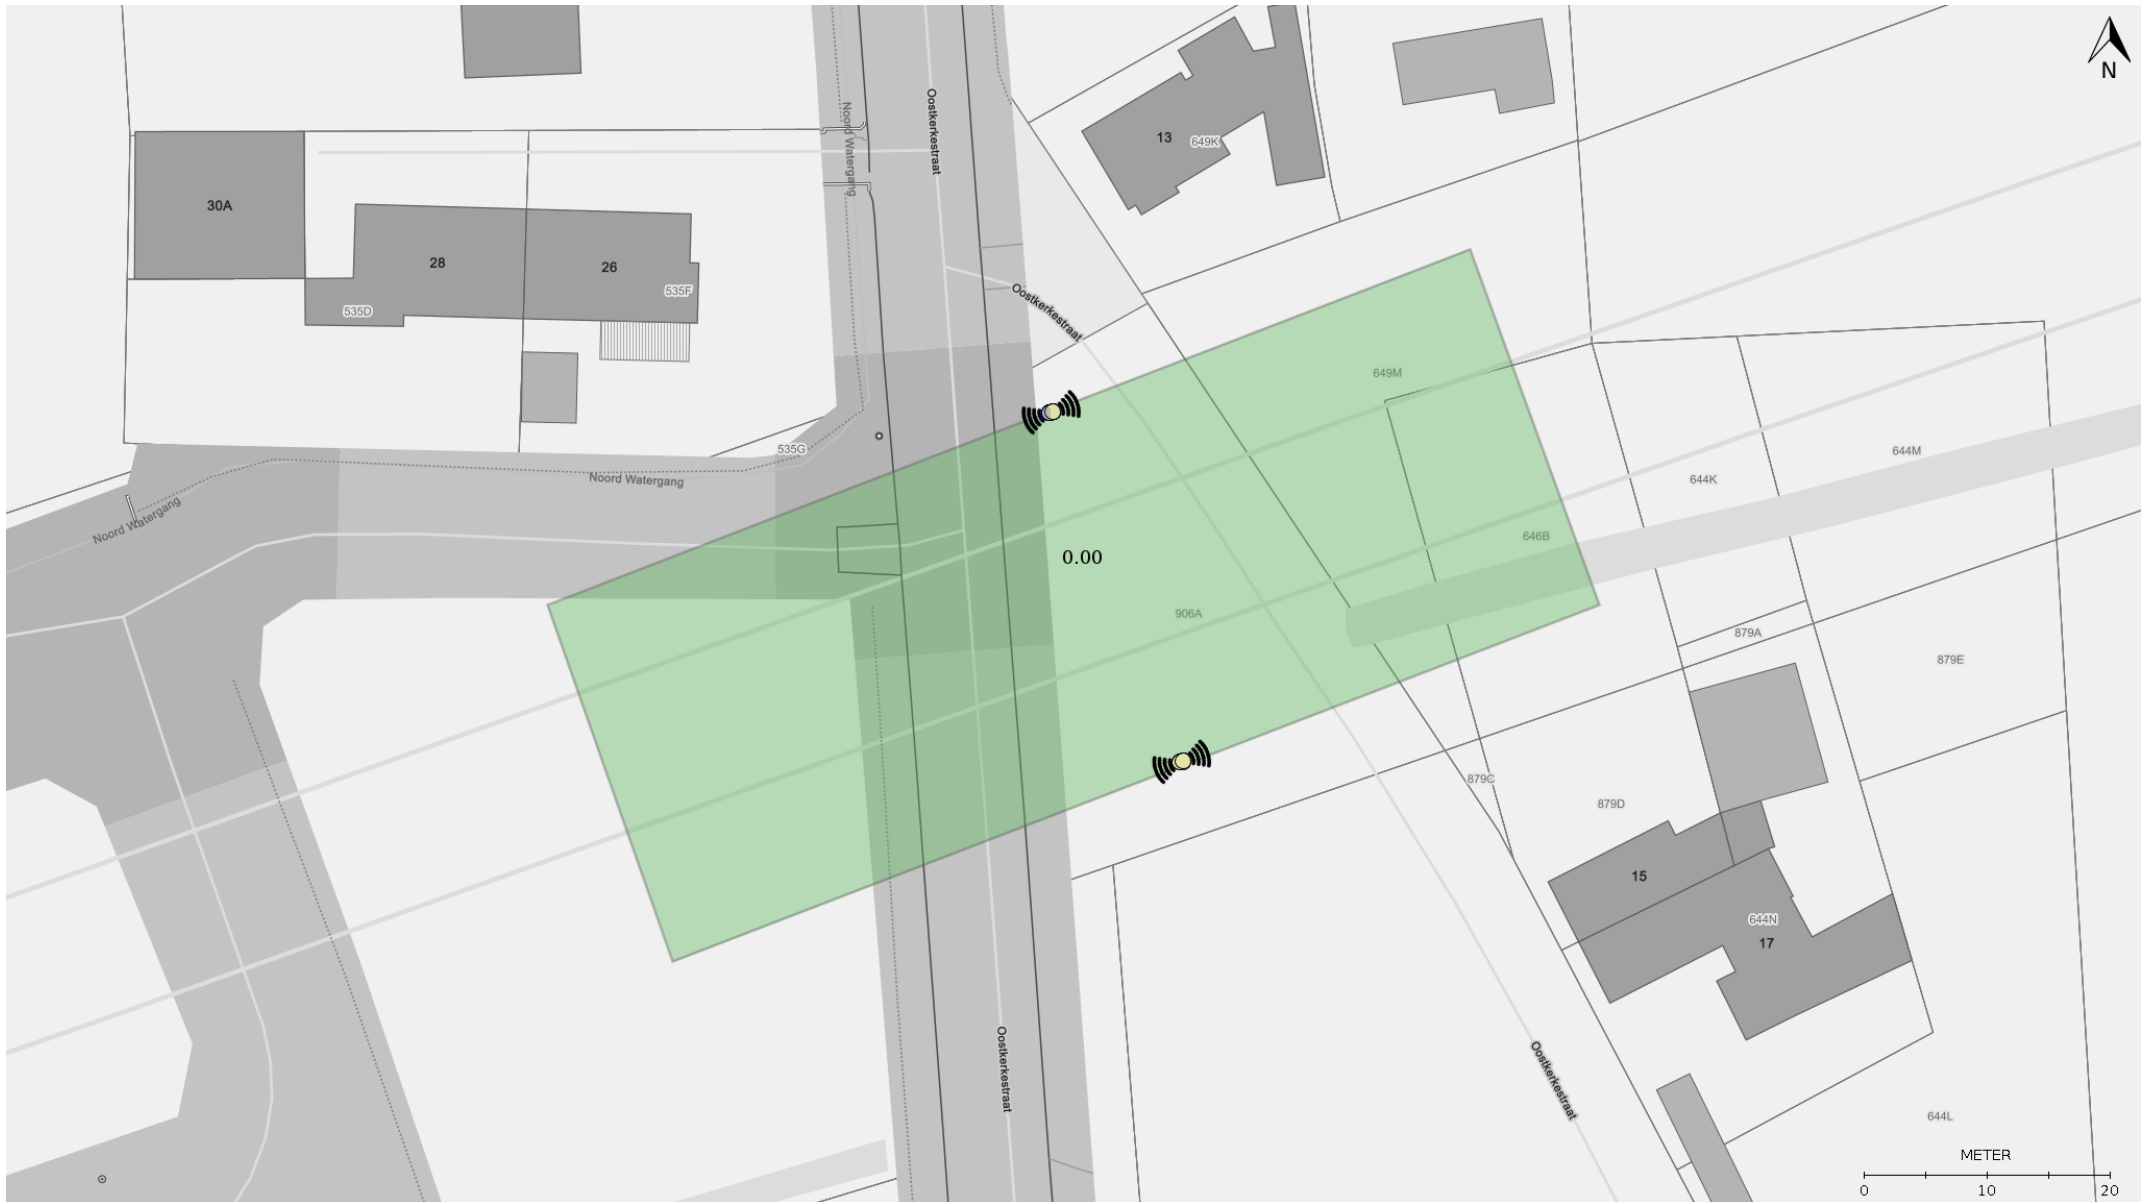 N
Noord Watergang
Oostkerkestraat
13
649K
30A
28
26
535D
535F
Oostkerkestraat
649M
535G
Noord Watergang
Noord Watergang
644M
644K
646B
0.00
906A
879A
879E
879C
879D
15
644N
17
Oostkerkestraat
Oostkerkestraat
644L
METER
0 10 20